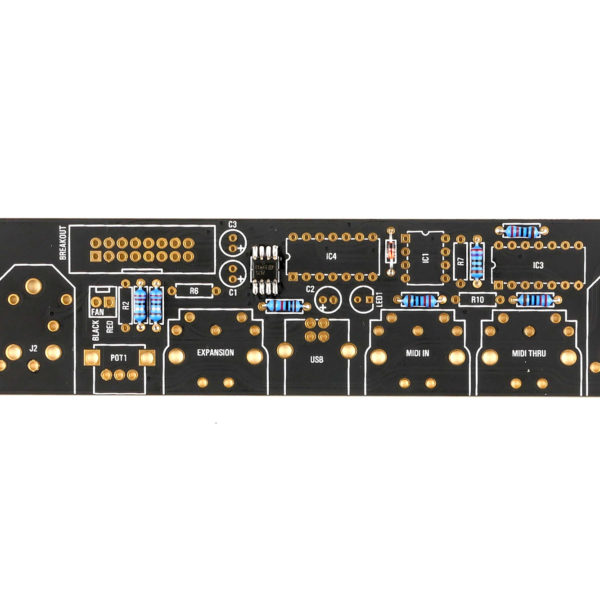 BREAKOUT
C3
+
IC4
IC1
R7
IC3
C1
+
R2
R6
C2
+
LED1
R10
FAN
BLACK
RED
J2
POT1
EXPANSION
USB
MIDI IN
MIDI THRU